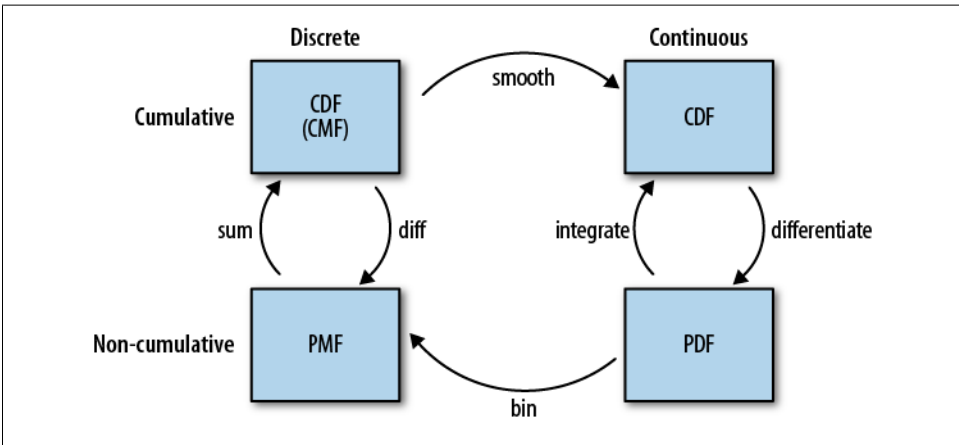 Discrete
Continuous
smooth
Cumulative
CDF
(CMF)
CDF
sum
diff
integrate
differentiate
Non-cumulative
PMF
PDF
bin